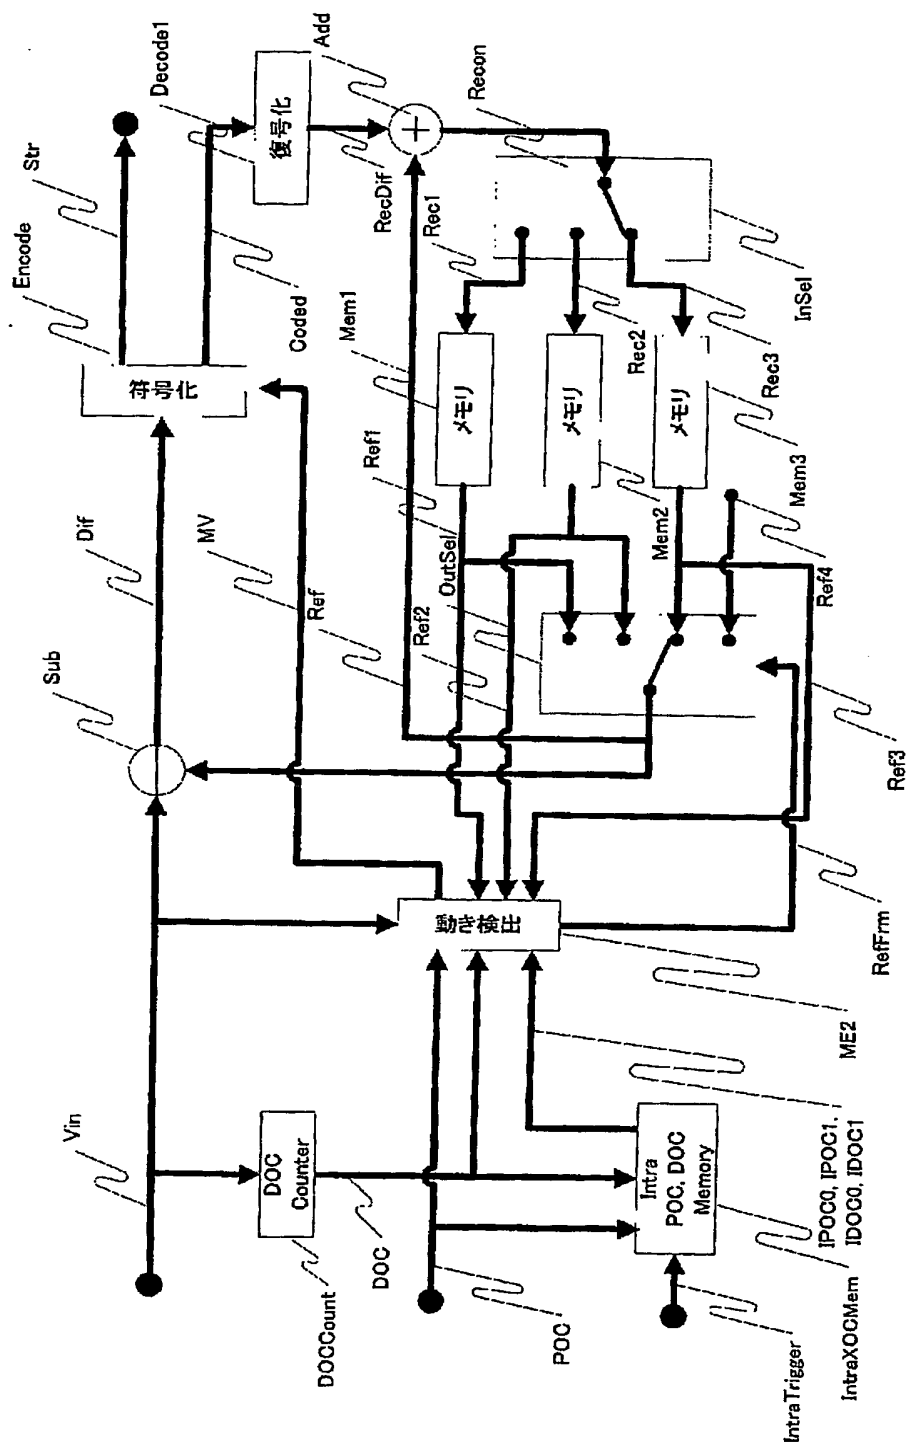 Vin
Sub
Dif
Encode
Str
符号化
Decode1
復号化
Add
Coded
MV
Ref
DOC
Counter
DOCCount
DOC
POC
Intra
POC, DOC
Memory
IntraTrigger
IntraXOCMem
IPOC0, IPOC1,
IDOC0, IDOC1
ME2
動き検出
RefFrm
Ref3
Ref4
Ref2
OutSel
Ref1
Mem1
メモリ
メモリ
メモリ
Mem2
Mem3
Rec1
RecDif
Rec2
Rec3
Recon
InSel